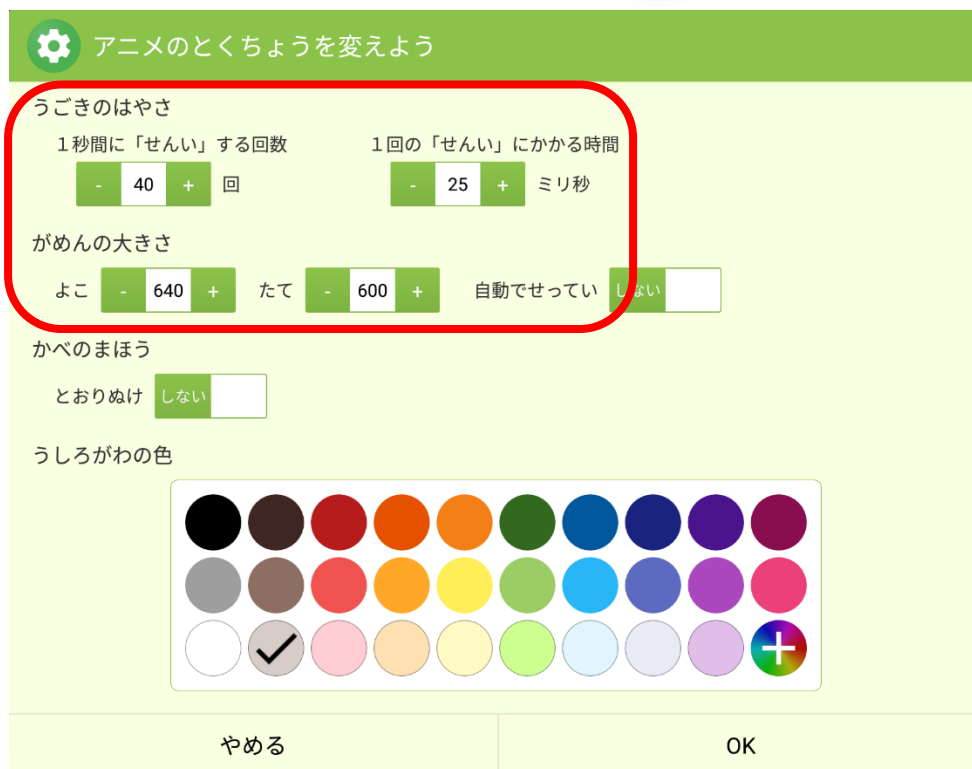 アニメのとくちょうを変えよう
うごきのはやさ
１秒間に「せんい」する回数 １回の「せんい」にかかる時間
- 40 + 回 - 25 + ミリ秒
がめんの大きさ
よこ - 640 + たて - 600 + 自動でせってい しない
かべのまほう
とおりぬけ しない
うしろがわの色
やめる OK